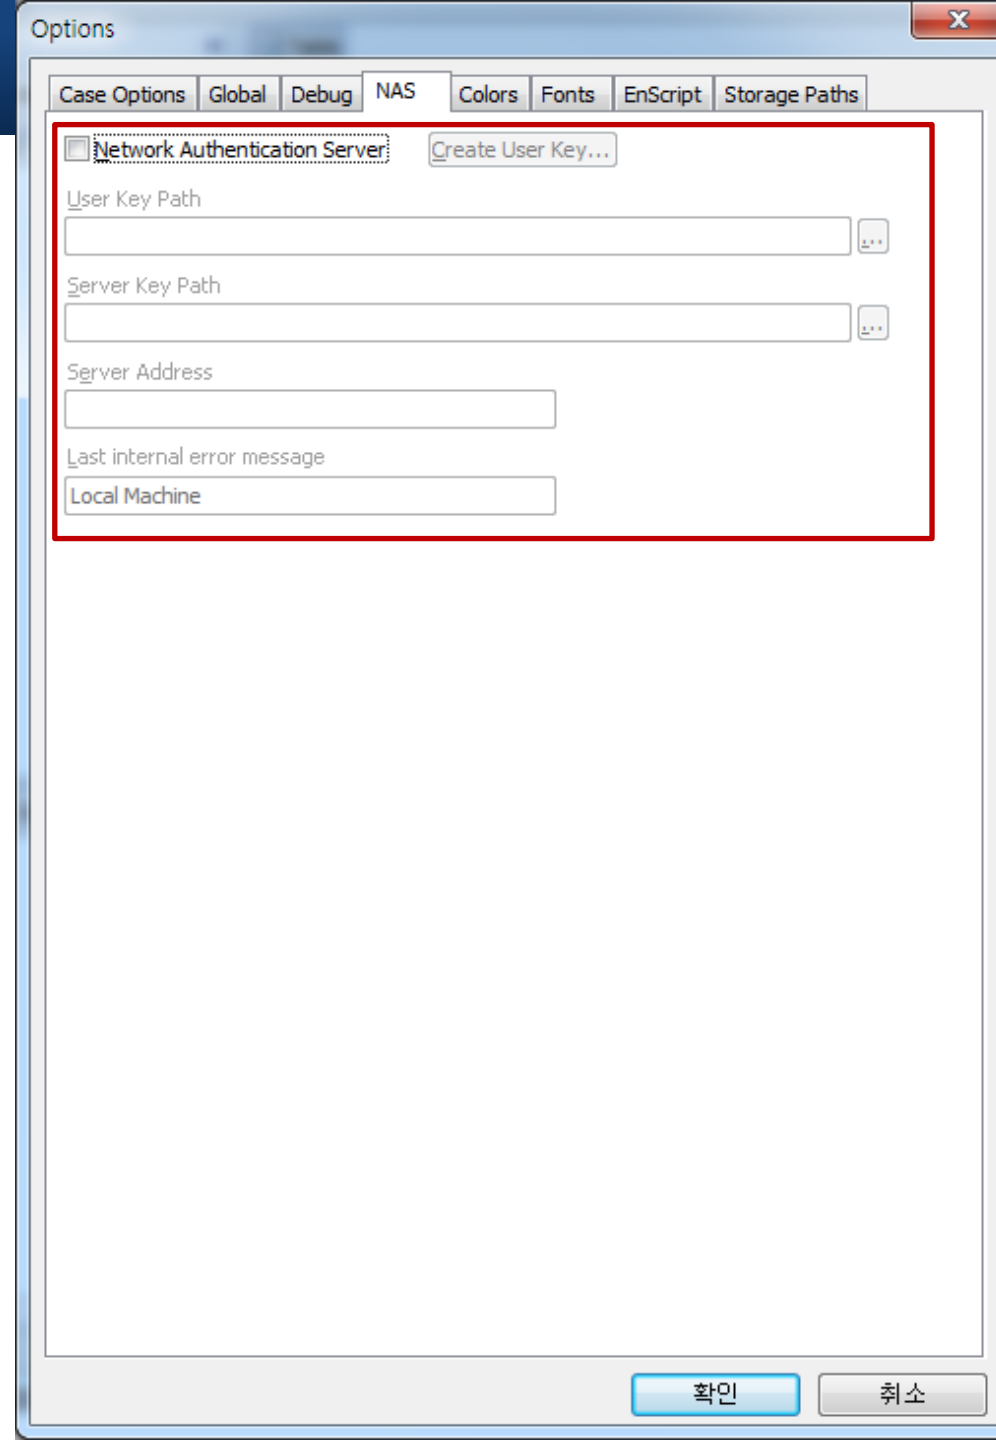 Options
Case Options Global Debug NAS Colors Fonts EnScript Storage Paths
Network Authentication Server Create User Key...
User Key Path
...
Server Key Path
...
Server Address
Last internal error message
Local Machine
확인 취소